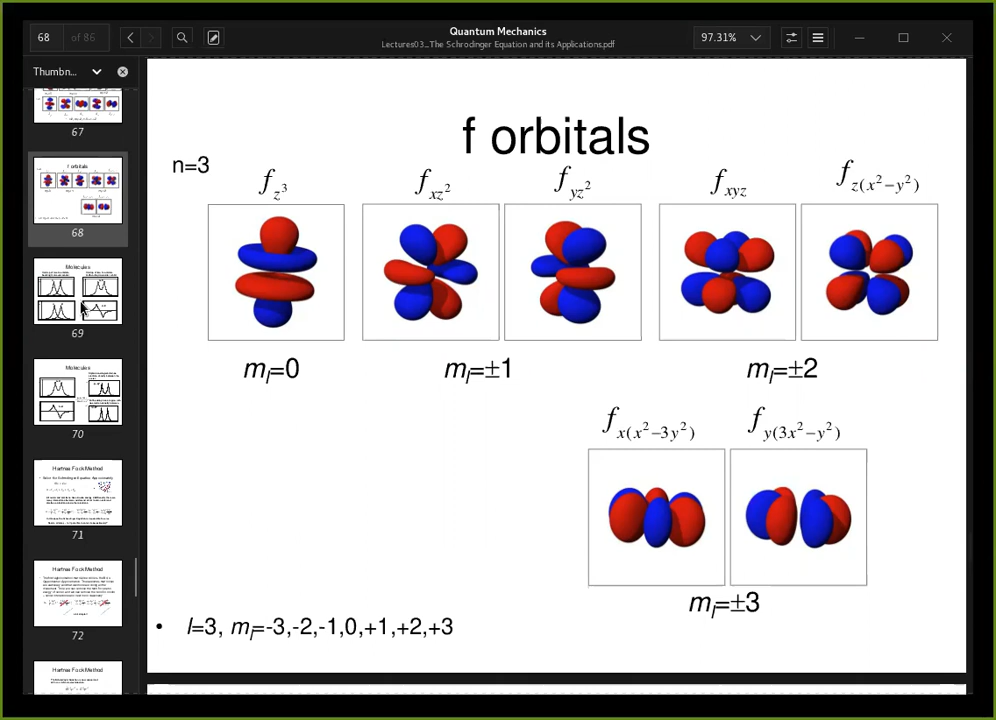 68 of 86
Quantum Mechanics
Lectures03_The Schrodinger Equation and its Applications.pdf
97.31%
Thumbn...
67
f orbitals
68
Molecules
69
Molecules
70
Hartree Fock Method
71
Hartree Fock Method
72
Hartree Fock Method
f orbitals
n=3
f_{z^3}
f_{xz^2}
f_{yz^2}
f_{xyz}
f_{z(x^2−y^2)}
m_l=0
m_l=±1
m_l=±2
f_{x(x^2−3y^2)}
f_{y(3x^2−y^2)}
m_l=±3
• l=3, m_l=-3,-2,-1,0,+1,+2,+3